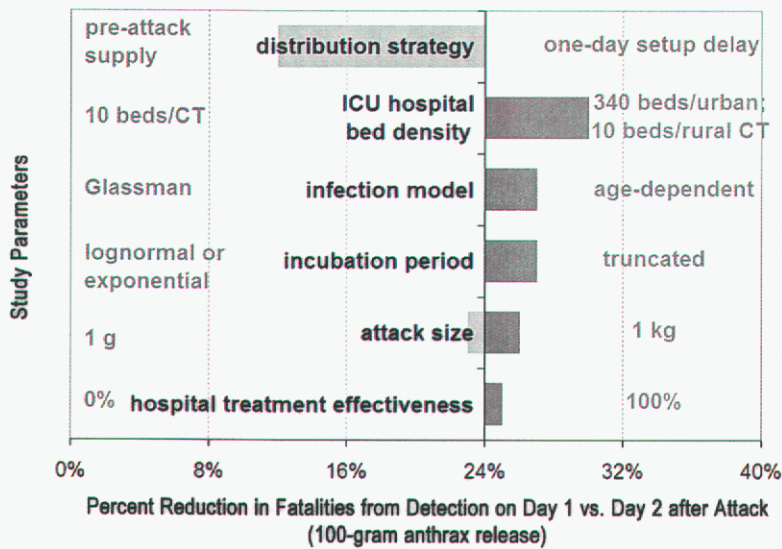 Study Parameters
pre-attack
supply
distribution strategy
one-day setup delay
10 beds/CT
ICU hospital
bed density
340 beds/urban;
10 beds/rural CT
Glassman
infection model
age-dependent
lognormal or
exponential
incubation period
truncated
1 g
attack size
1 kg
0%
hospital treatment effectiveness
100%
0%
8%
16%
24%
32%
40%
Percent Reduction in Fatalities from Detection on Day 1 vs. Day 2 after Attack
(100-gram anthrax release)